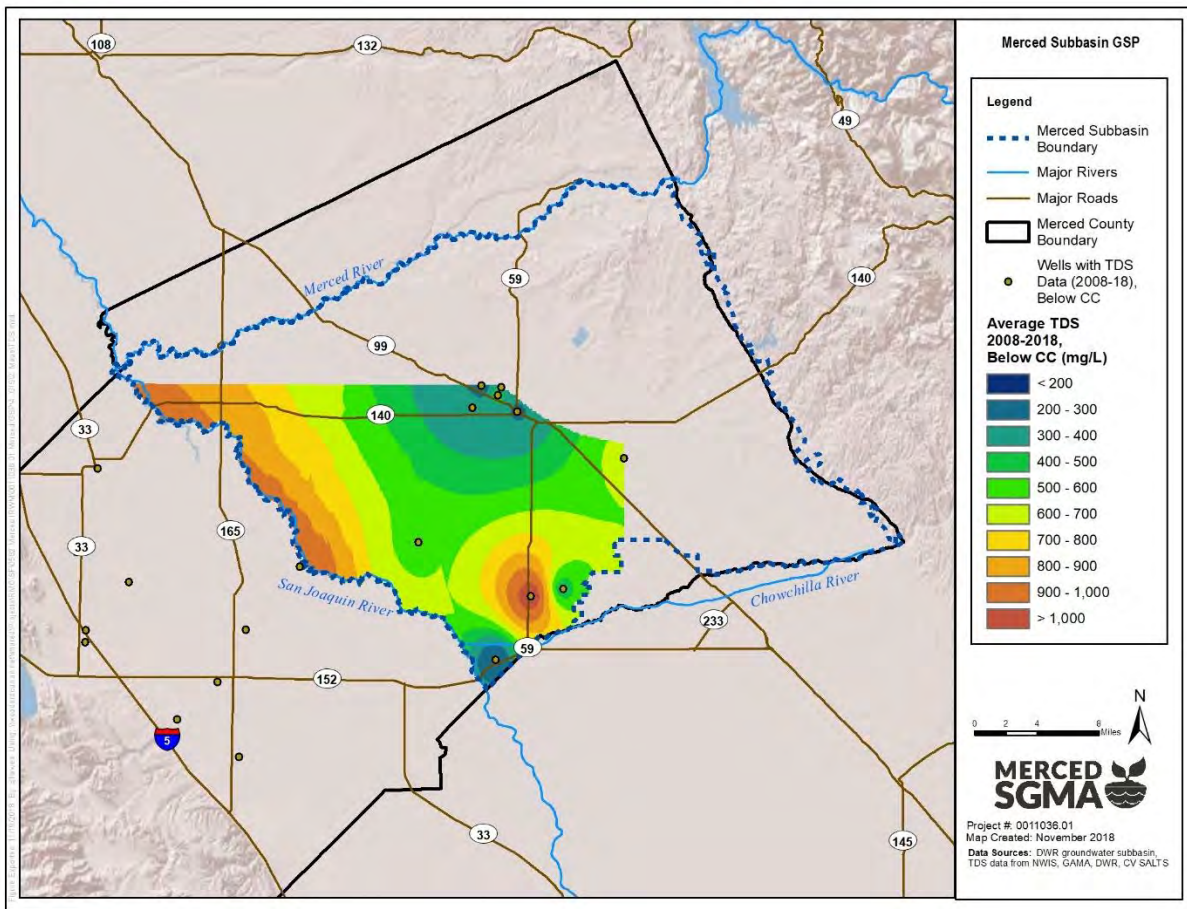 108
132
49
Merced River
59
140
99
140
33
165
33
San Joaquin River
Chowchilla River
233
59
152
5
33
145
Merced Subbasin GSP
Legend
Merced Subbasin
Boundary
Major Rivers
Major Roads
Merced County
Boundary
Wells with TDS
Data (2008-18),
Below CC
Average TDS
2008-2018,
Below CC (mg/L)
< 200
200 - 300
300 - 400
400 - 500
500 - 600
600 - 700
700 - 800
800 - 900
900 - 1,000
> 1,000
N
0 2 4 8
Miles
MERCED
SGMA
Project #: 0011036.01
Map Created: November 2018
Data Sources: DWR groundwater subbasin,
TDS data from NWIS, GAMA, DWR, CV SALTS